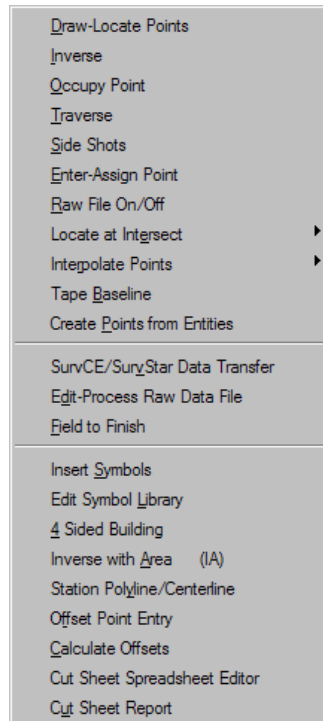 Draw-Locate Points
Inverse
Occupy Point
Traverse
Side Shots
Enter-Assign Point
Raw File On/Off
Locate at Intersect
Interpolate Points
Tape Baseline
Create Points from Entities
SurvCE/SurvStar Data Transfer
Edit-Process Raw Data File
Field to Finish
Insert Symbols
Edit Symbol Library
4 Sided Building
Inverse with Area (IA)
Station Polyline/Centerline
Offset Point Entry
Calculate Offsets
Cut Sheet Spreadsheet Editor
Cut Sheet Report